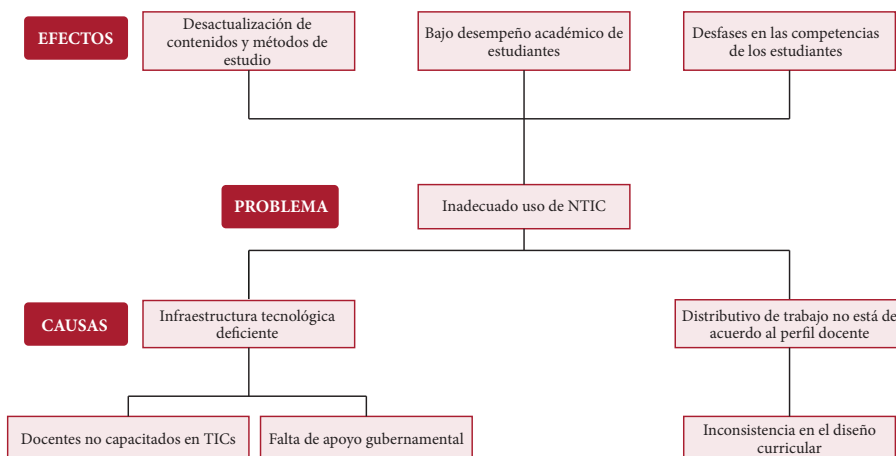 EFECTOS
Desactualización de
contenidos y métodos de
estudio
Bajo desempeño académico de
estudiantes
Desfases en las competencias
de los estudiantes
PROBLEMA
Inadecuado uso de NTIC
CAUSAS
Infraestructura tecnológica
deficiente
Distributivo de trabajo no está de
acuerdo al perfil docente
Docentes no capacitados en TICs
Falta de apoyo gubernamental
Inconsistencia en el diseño
curricular